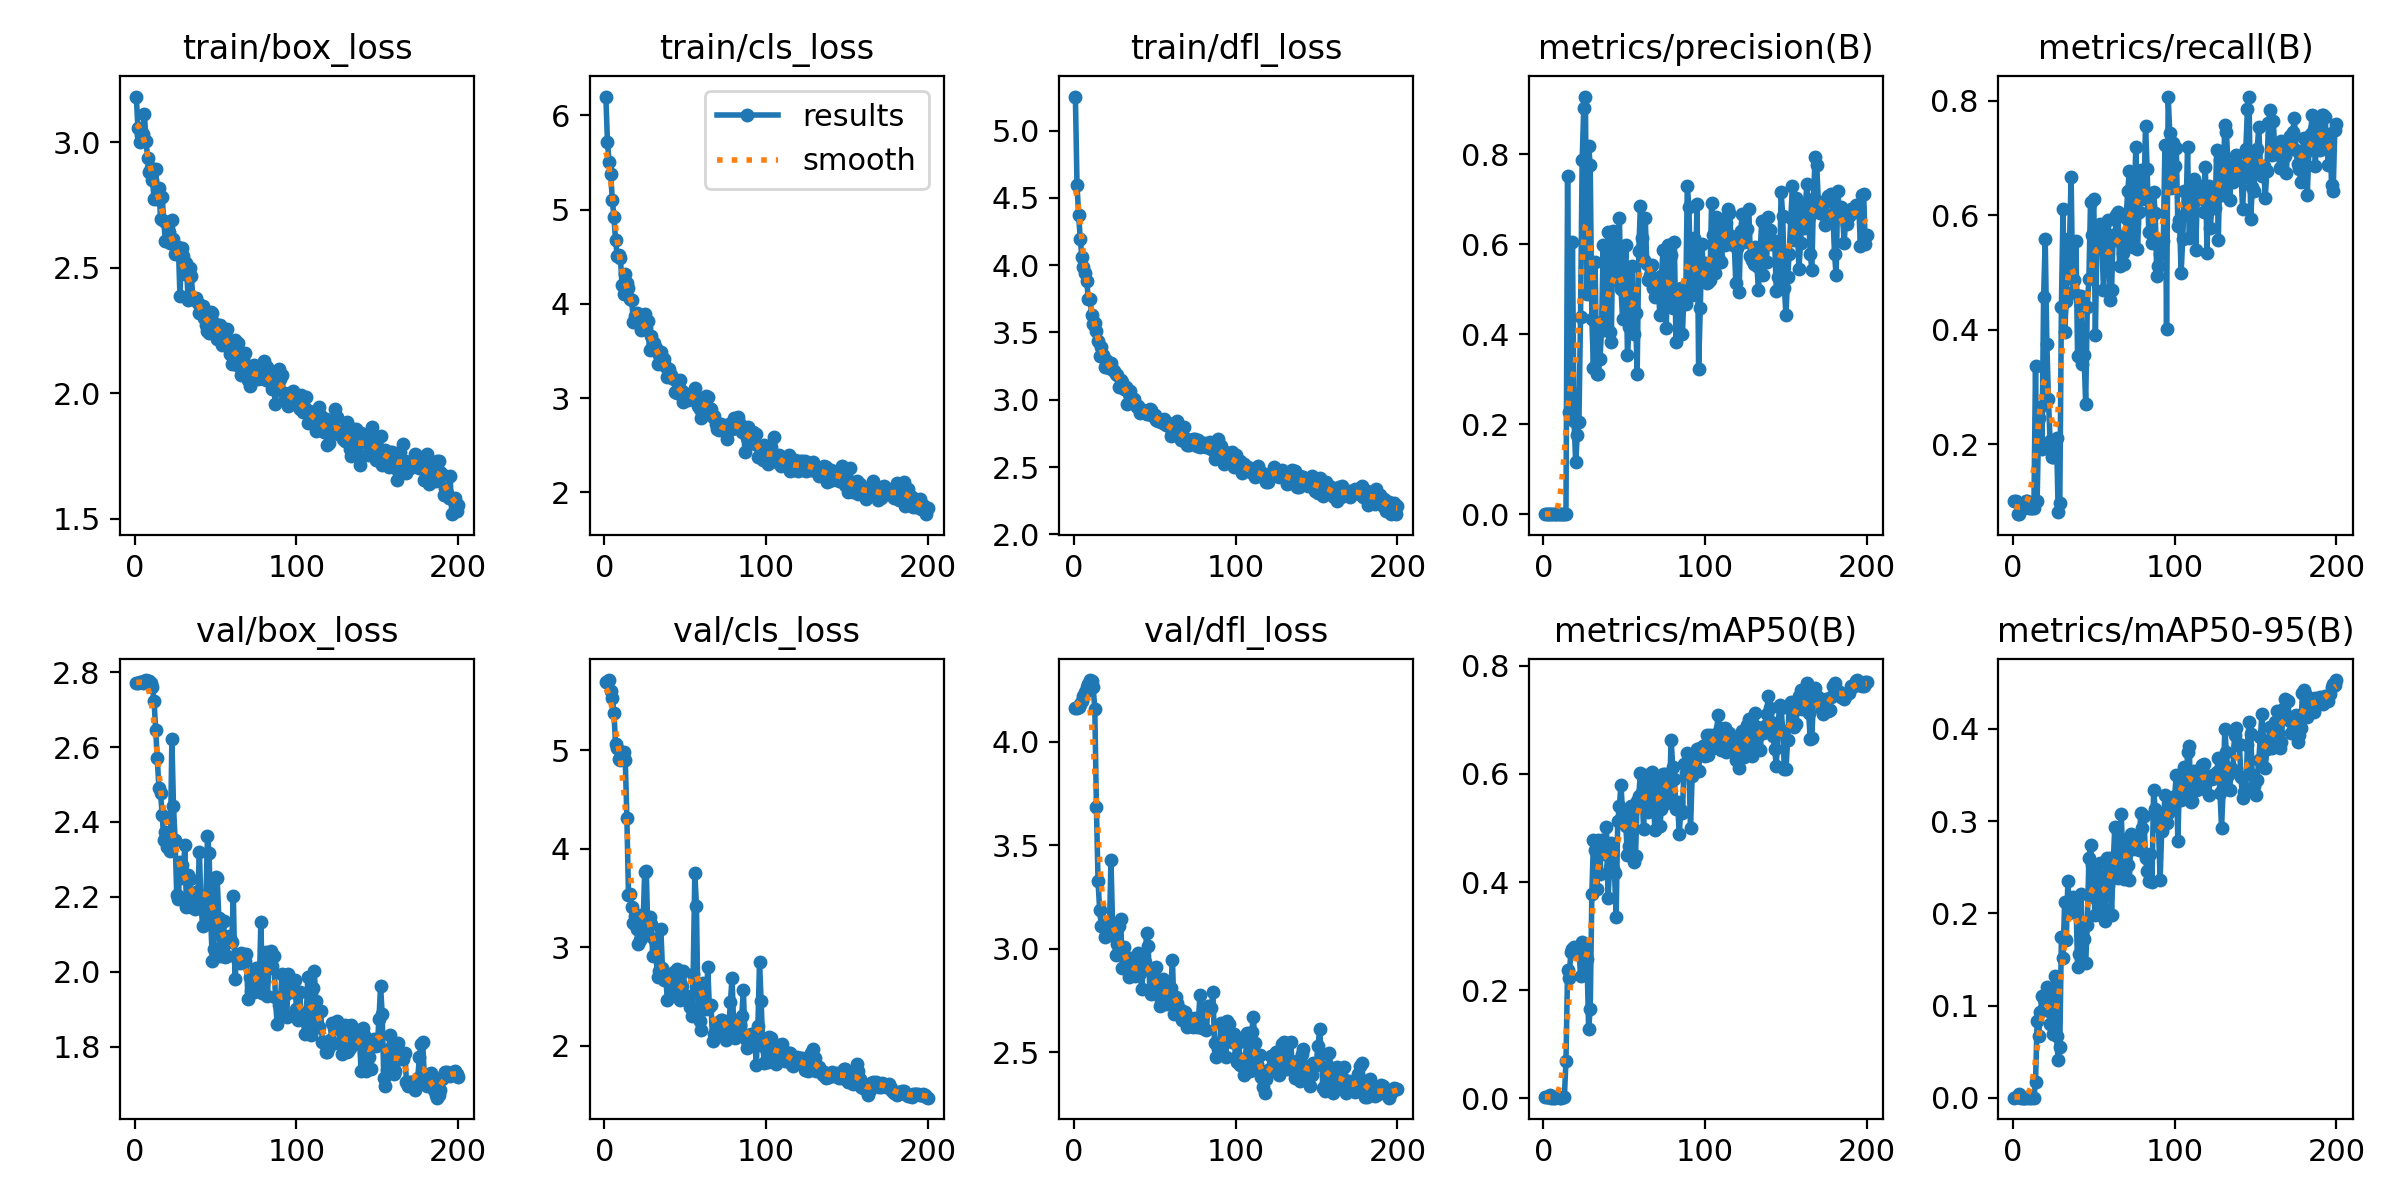 train/box_loss
3.0
2.5
2.0
1.5
0 100 200
train/cls_loss
results
smooth
6
5
4
3
2
0 100 200
train/dfl_loss
5.0
4.5
4.0
3.5
3.0
2.5
2.0
0 100 200
metrics/precision(B)
0.8
0.6
0.4
0.2
0.0
0 100 200
metrics/recall(B)
0.8
0.6
0.4
0.2
0 100 200
val/box_loss
2.8
2.6
2.4
2.2
2.0
1.8
0 100 200
val/cls_loss
5
4
3
2
0 100 200
val/dfl_loss
4.0
3.5
3.0
2.5
0 100 200
metrics/mAP50(B)
0.8
0.6
0.4
0.2
0.0
0 100 200
metrics/mAP50-95(B)
0.4
0.3
0.2
0.1
0.0
0 100 200